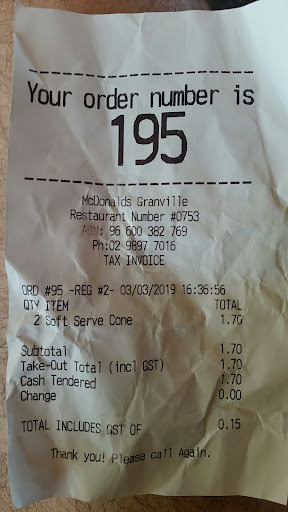 Your order number is
195
McDonalds Granville
Restaurant Number #0753
ABN: 96 600 382 769
Ph:02 9897 7016
TAX INVOICE
ORD #95 -REG #2- 03/03/2019 16:36:56
QTY ITEM TOTAL
2 Soft Serve Cone 1.70
Subtotal 1.70
Take-Out Total (incl GST) 1.70
Cash Tendered 1.70
Change 0.00
TOTAL INCLUDES GST OF 0.15
Thank you! Please call Again.